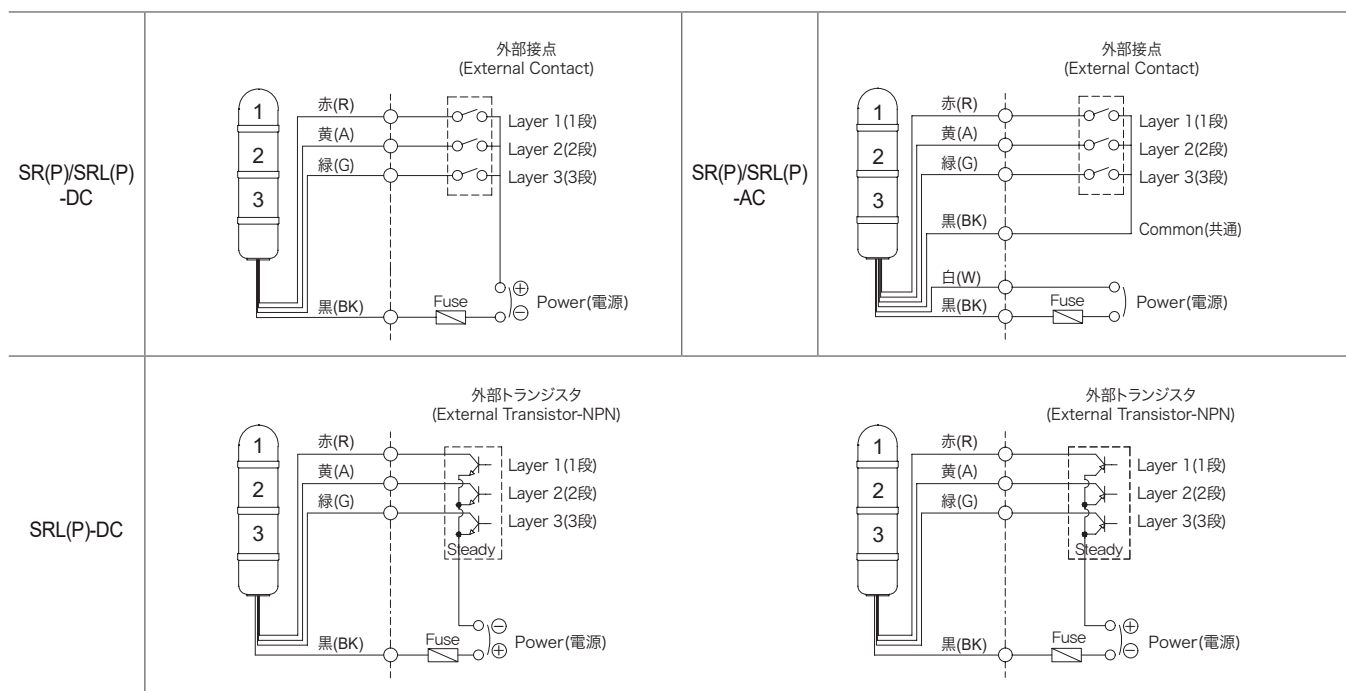 SR(P)/SRL(P)
-DC
外部接点
(External Contact)
1
2
3
赤(R)
黄(A)
緑(G)
黒(BK)
Layer 1(1段)
Layer 2(2段)
Layer 3(3段)
Fuse
⊕
⊖
Power(電源)
SR(P)/SRL(P)
-AC
外部接点
(External Contact)
1
2
3
赤(R)
黄(A)
緑(G)
黒(BK)
白(W)
黒(BK)
Layer 1(1段)
Layer 2(2段)
Layer 3(3段)
Common(共通)
Fuse
Power(電源)
SRL(P)-DC
外部トランジスタ
(External Transistor-NPN)
1
2
3
赤(R)
黄(A)
緑(G)
黒(BK)
Layer 1(1段)
Layer 2(2段)
Layer 3(3段)
Steady
Fuse
⊖
⊕
Power(電源)
外部トランジスタ
(External Transistor-NPN)
1
2
3
赤(R)
黄(A)
緑(G)
黒(BK)
Layer 1(1段)
Layer 2(2段)
Layer 3(3段)
Steady
Fuse
⊕
⊖
Power(電源)